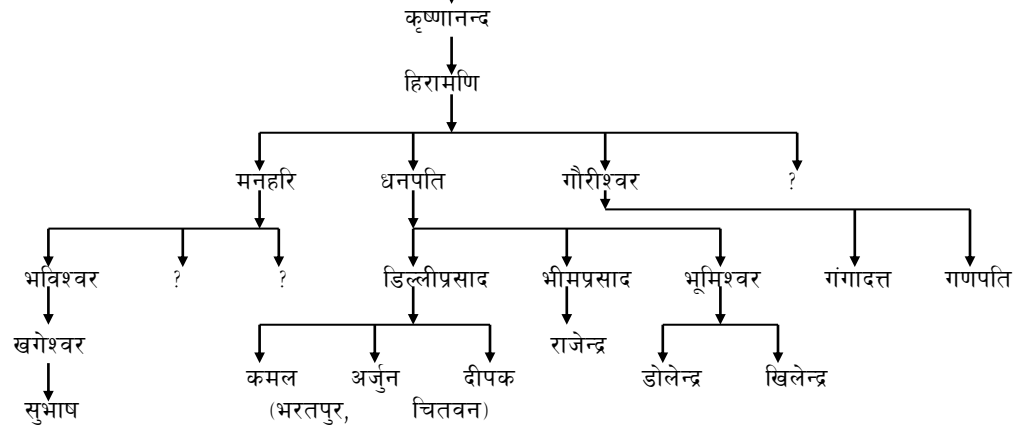 कृष्णानन्द
हिरामणि
मनहरि धनपति गौरीश्वर ?
भविश्वर ? ? डिल्लीप्रसाद भीमप्रसाद भूमिश्वर गंगादत्त गणपति
खगेश्वर राजेन्द्र
कमल अर्जुन दीपक डोलेन्द्र खिलेन्द्र
सुभाष (भरतपुर, चितवन)